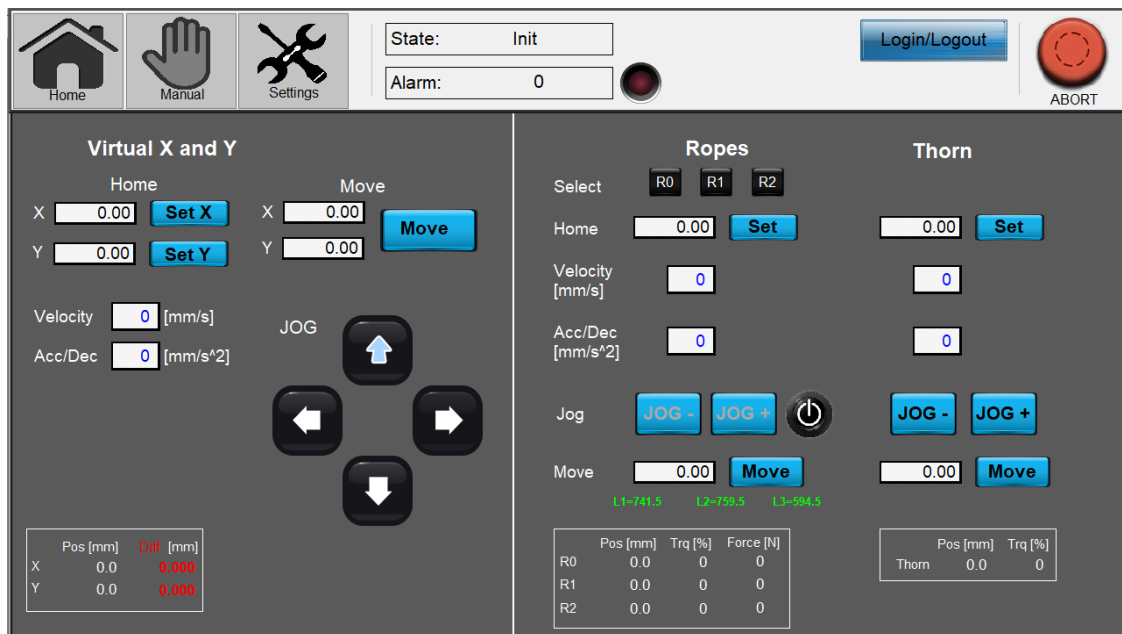 Home Manual Settings
State: Init
Alarm: 0
Login/Logout
ABORT
Virtual X and Y
Home Move
X 0.00 Set X X 0.00 Move
Y 0.00 Set Y Y 0.00
Velocity 0 [mm/s]
Acc/Dec 0 [mm/s^2]
JOG
Pos [mm] Diff [mm]
X 0.0 0.000
Y 0.0 0.000
Ropes Thorn
Select R0 R1 R2
Home 0.00 Set 0.00 Set
Velocity
[mm/s] 0 0
Acc/Dec
[mm/s^2] 0 0
Jog JOG - JOG + JOG - JOG +
Move 0.00 Move 0.00 Move
L1=741.5 L2=759.5 L3=594.5
Pos [mm] Trq [%] Force [N]
R0 0.0 0 0
R1 0.0 0 0
R2 0.0 0 0
Pos [mm] Trq [%]
Thorn 0.0 0